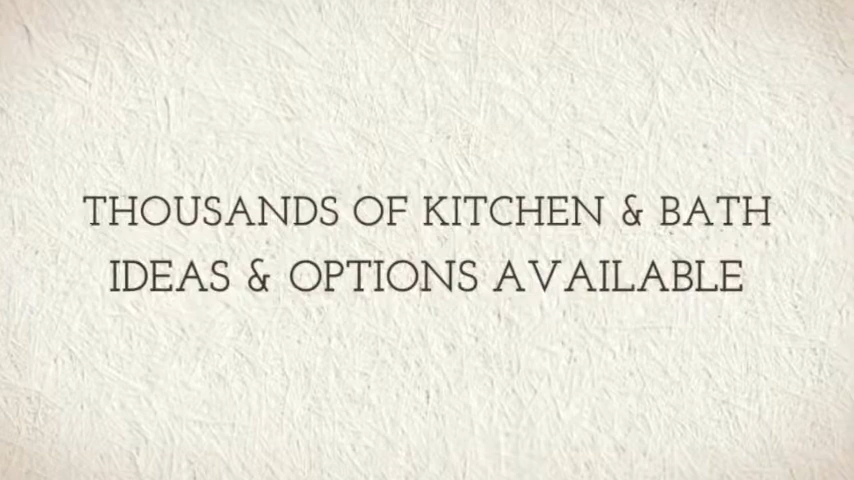 THOUSANDS OF KITCHEN & BATH
IDEAS & OPTIONS AVAILABLE